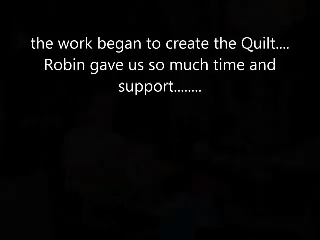 the work began to create the Quilt....
Robin gave us so much time and
support........